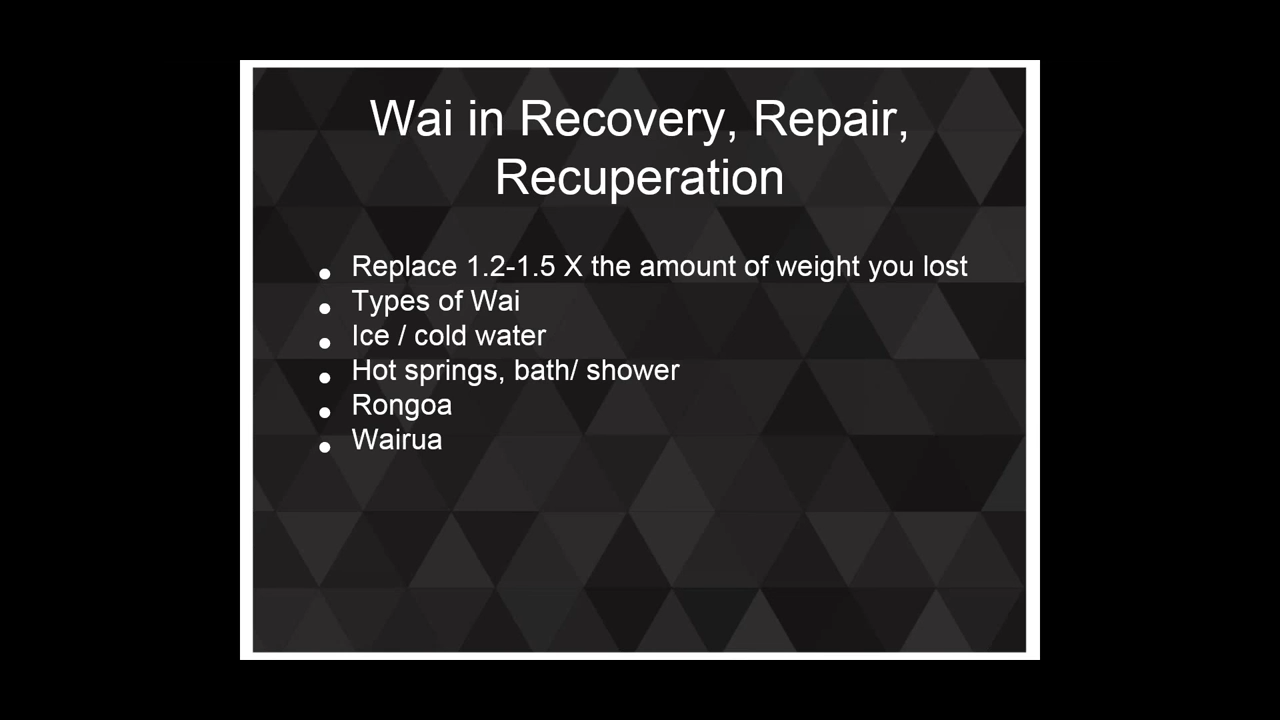 Wai in Recovery, Repair,
Recuperation
• Replace 1.2-1.5 X the amount of weight you lost
• Types of Wai
• Ice / cold water
• Hot springs, bath/ shower
• Rongoa
• Wairua